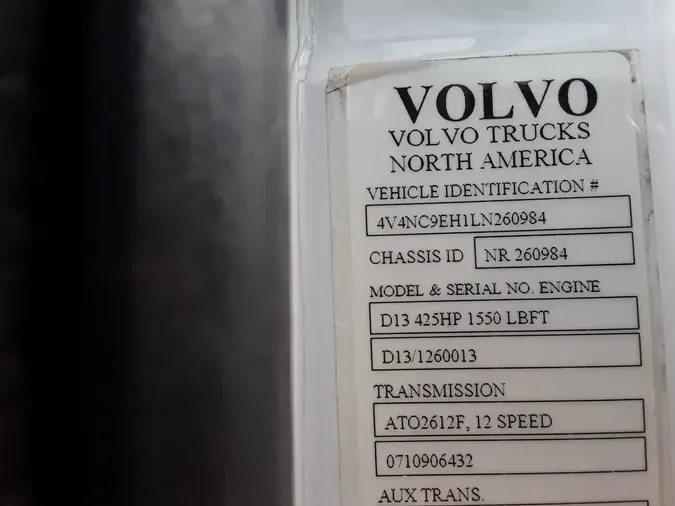 VOLVO
VOLVO TRUCKS
NORTH AMERICA
VEHICLE IDENTIFICATION #
4V4NC9EH1LN260984
CHASSIS ID NR 260984
MODEL & SERIAL NO. ENGINE
D13 425HP 1550 LBFT
D13/1260013
TRANSMISSION
ATO2612F, 12 SPEED
0710906432
AUX TRANS.